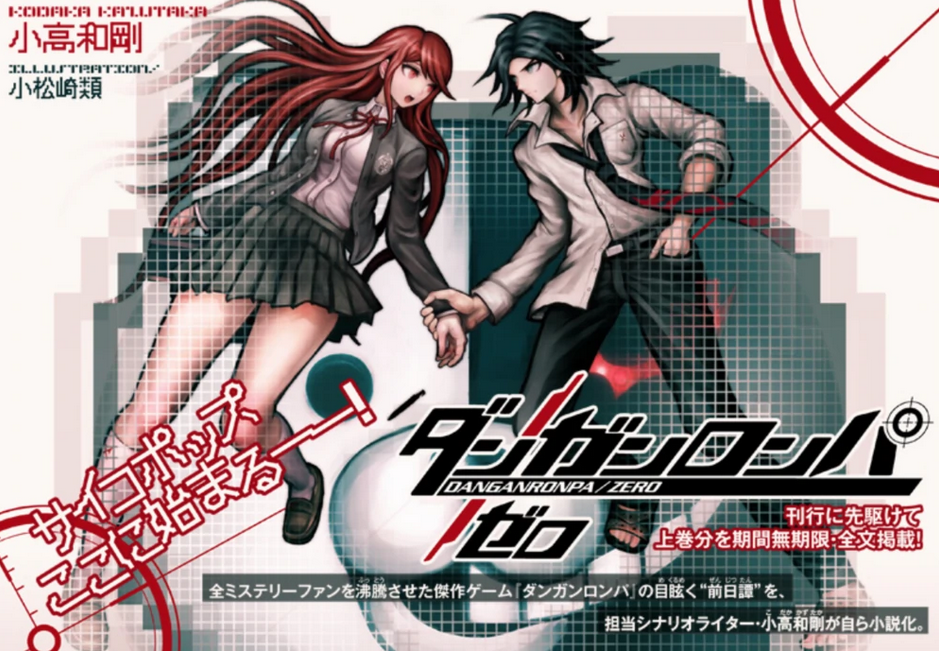 KODAKA KAZUTAKA
小高和剛
ILLUSTRATION/
小松崎類
サイコポップ、
ここに始まるー!
ダンガンロンパ
DANGANRONPA/ZERO
/ゼロ
刊行に先駆けて
上巻分を期間無期限・全文掲載!
全ミステリーファンを沸騰させた傑作ゲーム『ダンガンロンパ』の目眩く“前日譚”を、
担当シナリオライター・小高和剛が自ら小説化。